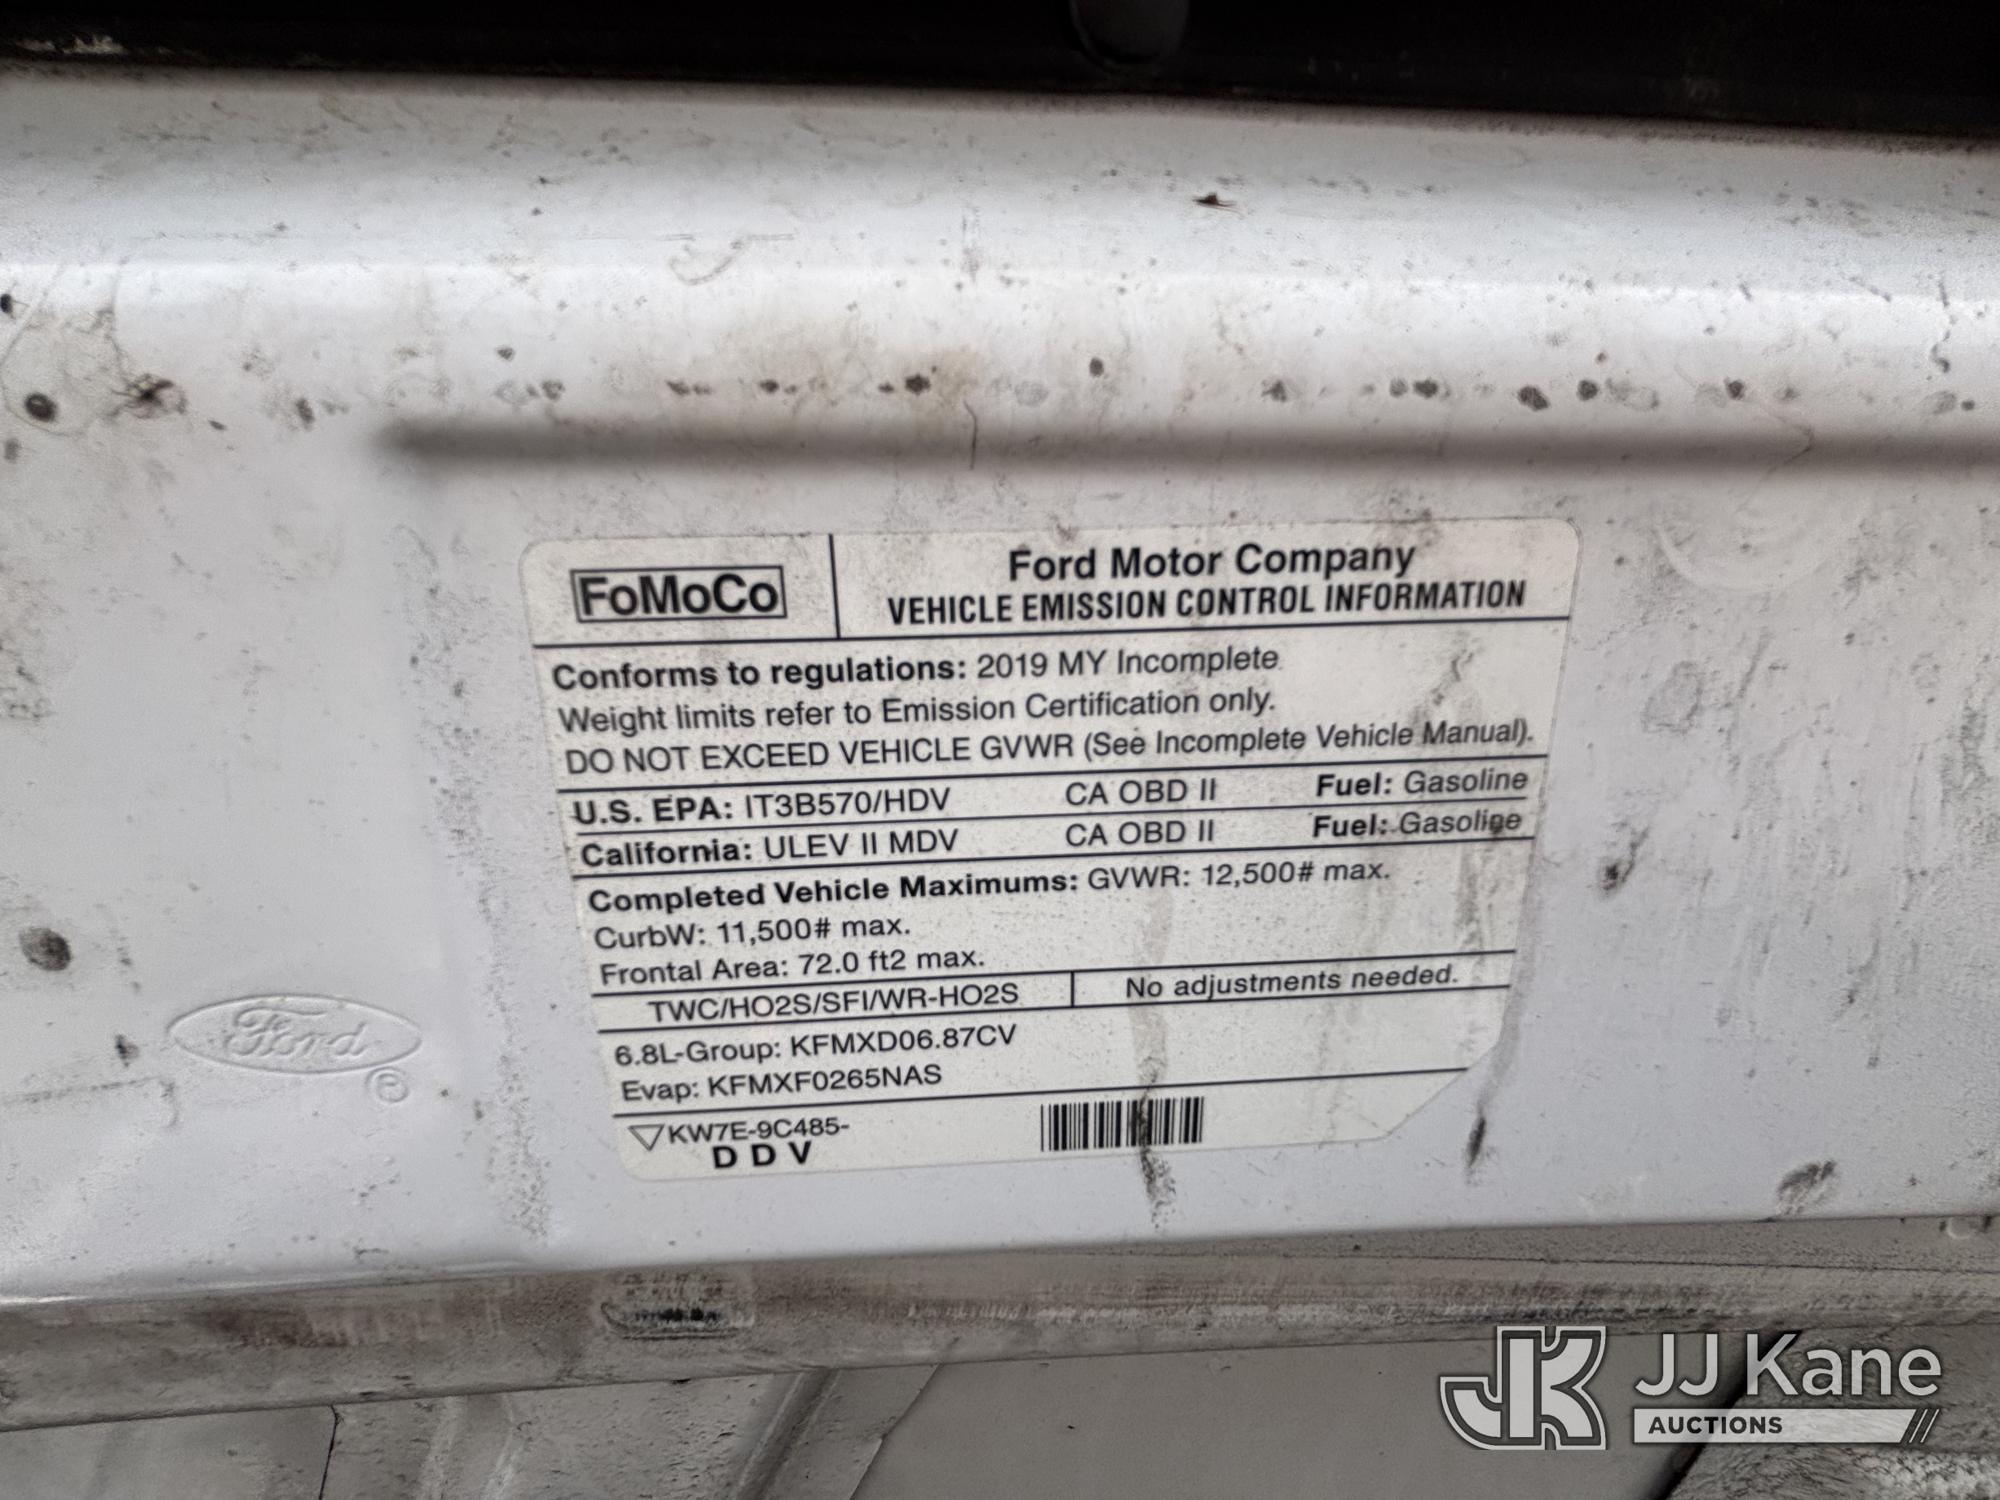 FoMoCo
Ford Motor Company
VEHICLE EMISSION CONTROL INFORMATION
Conforms to regulations: 2019 MY Incomplete
Weight limits refer to Emission Certification only.
DO NOT EXCEED VEHICLE GVWR (See Incomplete Vehicle Manual).
U.S. EPA: IT3B570/HDV CA OBD II Fuel: Gasoline
California: ULEV II MDV CA OBD II Fuel: Gasoline
Completed Vehicle Maximums: GVWR: 12,500# max.
CurbW: 11,500# max.
Frontal Area: 72.0 ft2 max.
TWC/HO2S/SFI/WR-HO2S No adjustments needed.
6.8L-Group: KFMXD06.87CV
Evap: KFMXF0265NAS
KW7E-9C485-
DDV
Ford
e
JK JJ Kane
AUCTIONS